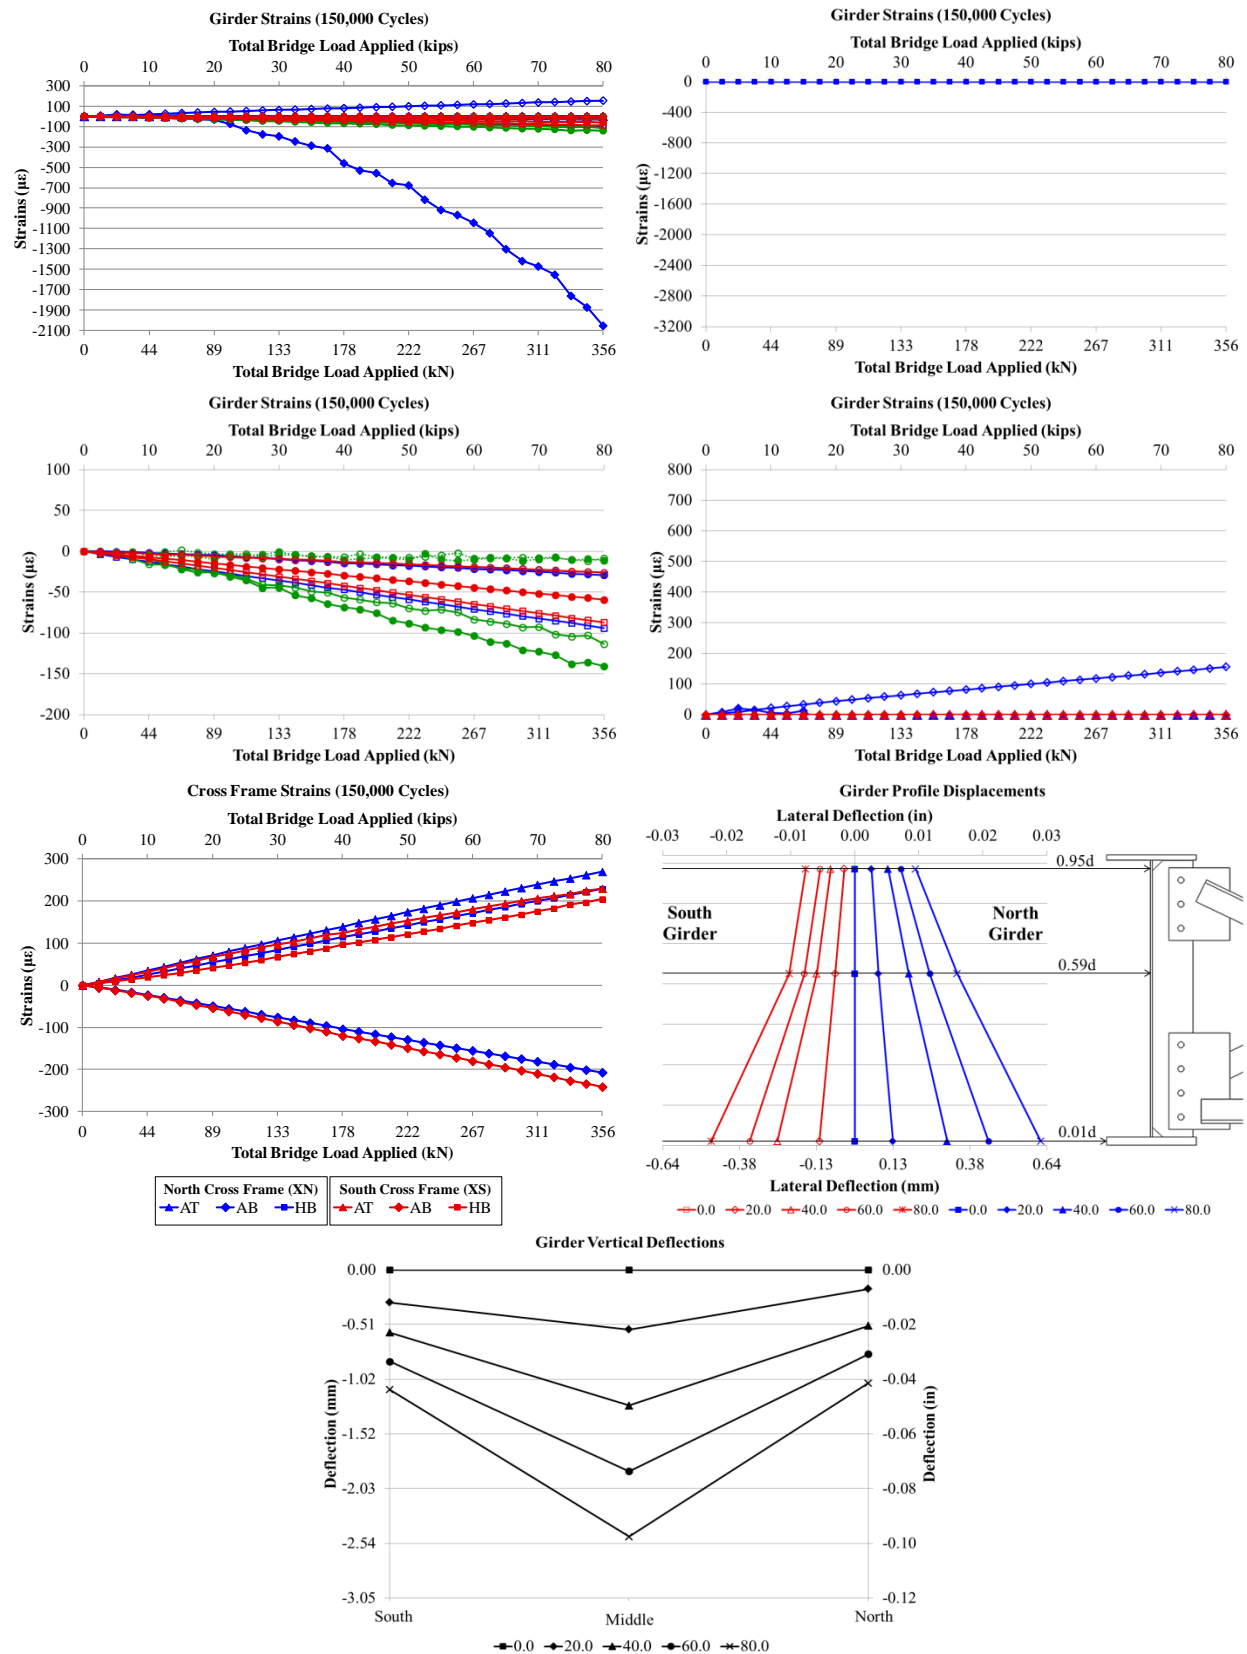 Girder Strains (150,000 Cycles)
Total Bridge Load Applied (kips)
0 10 20 30 40 50 60 70 80
300
100
-100
-300
-500
-700
-900
-1100
-1300
-1500
-1700
-1900
-2100
Strains (µε)
0 44 89 133 178 222 267 311 356
Total Bridge Load Applied (kN)
Girder Strains (150,000 Cycles)
Total Bridge Load Applied (kips)
0 10 20 30 40 50 60 70 80
0
-400
-800
-1200
-1600
-2000
-2400
-2800
-3200
Strains (µε)
0 44 89 133 178 222 267 311 356
Total Bridge Load Applied (kN)
Girder Strains (150,000 Cycles)
Total Bridge Load Applied (kips)
0 10 20 30 40 50 60 70 80
100
50
0
-50
-100
-150
-200
Strains (µε)
0 44 89 133 178 222 267 311 356
Total Bridge Load Applied (kN)
Girder Strains (150,000 Cycles)
Total Bridge Load Applied (kips)
0 10 20 30 40 50 60 70 80
800
700
600
500
400
300
200
100
0
Strains (µε)
0 44 89 133 178 222 267 311 356
Total Bridge Load Applied (kN)
Cross Frame Strains (150,000 Cycles)
Total Bridge Load Applied (kips)
0 10 20 30 40 50 60 70 80
300
200
100
0
-100
-200
-300
Strains (µε)
0 44 89 133 178 222 267 311 356
Total Bridge Load Applied (kN)
North Cross Frame (XN) South Cross Frame (XS)
AT AB HB AT AB HB
Girder Profile Displacements
Lateral Deflection (in)
-0.03 -0.02 -0.01 0.00 0.01 0.02 0.03
0.95d
South Girder
North Girder
0.59d
0.01d
-0.64 -0.38 -0.13 0.13 0.38 0.64
Lateral Deflection (mm)
0.0 20.0 40.0 60.0 80.0 0.0 20.0 40.0 60.0 80.0
Girder Vertical Deflections
0.00 0.00
-0.51 -0.02
-1.02 -0.04
-1.52 -0.06
-2.03 -0.08
-2.54 -0.10
-3.05 -0.12
Deflection (mm)
Deflection (in)
South Middle North
0.0 20.0 40.0 60.0 80.0